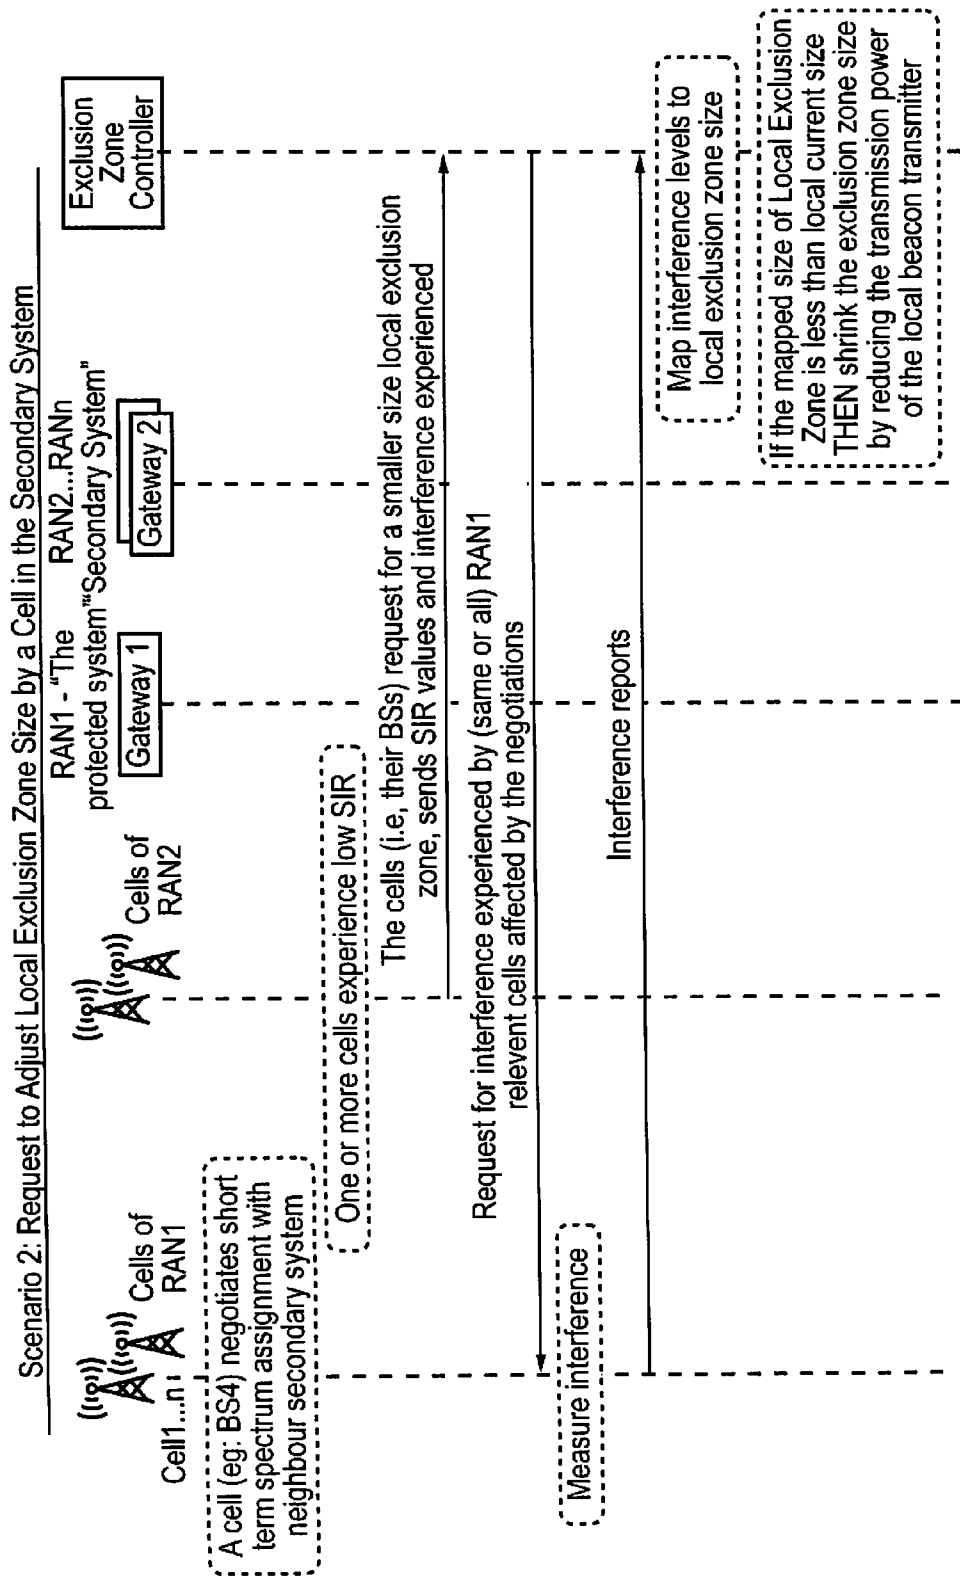 Scenario 2: Request to Adjust Local Exclusion Zone Size by a Cell in the Secondary System
Cell1...n
Cells of
RAN1
Cells of
RAN2
RAN1 - "The
protected system"
Gateway 1
RAN2...RANn
"Secondary System"
Gateway 2
Exclusion
Zone
Controller
A cell (eg: BS4) negotiates short
term spectrum assignment with
neighbour secondary system
One or more cells experience low SIR
The cells (i.e, their BSs) request for a smaller size local exclusion
zone, sends SIR values and interference experienced
Request for interference experienced by (same or all) RAN1
relevent cells affected by the negotiations
Measure interference
Interference reports
Map interference levels to
local exclusion zone size
If the mapped size of Local Exclusion
Zone is less than local current size
THEN shrink the exclusion zone size
by reducing the transmission power
of the local beacon transmitter